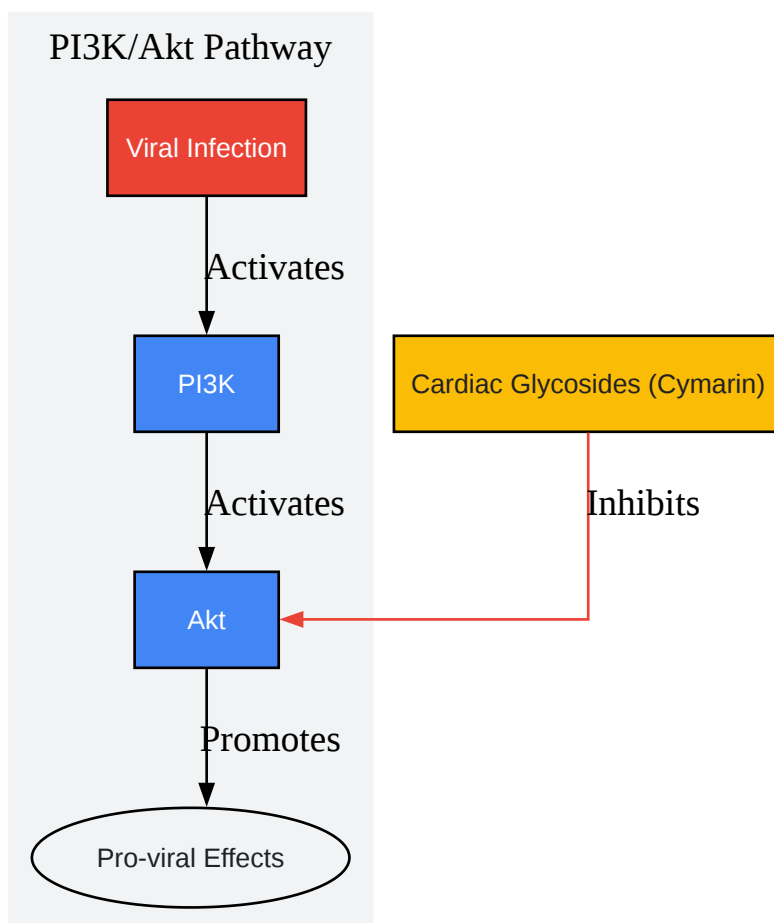 PI3K/Akt Pathway
Viral Infection
Activates
PI3K
Cardiac Glycosides (Cymarin)
Activates
Inhibits
Akt
Promotes
Pro-viral Effects